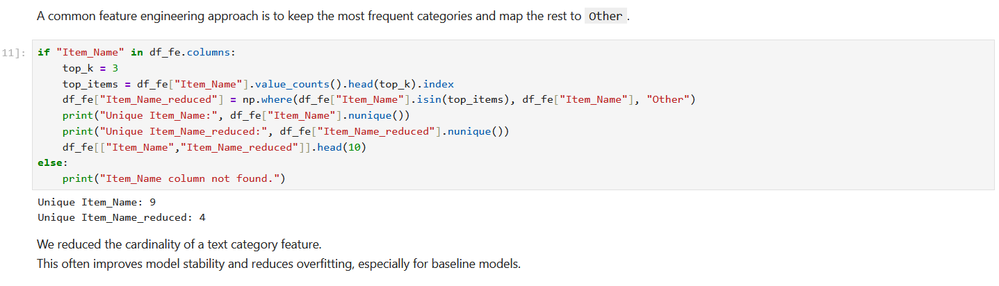 A common feature engineering approach is to keep the most frequent categories and map the rest to Other.
11]:
if "Item_Name" in df_fe.columns:
    top_k = 3
    top_items = df_fe["Item_Name"].value_counts().head(top_k).index
    df_fe["Item_Name_reduced"] = np.where(df_fe["Item_Name"].isin(top_items), df_fe["Item_Name"], "Other")
    print("Unique Item_Name:", df_fe["Item_Name"].nunique())
    print("Unique Item_Name_reduced:", df_fe["Item_Name_reduced"].nunique())
    df_fe[["Item_Name","Item_Name_reduced"]].head(10)
else:
    print("Item_Name column not found.")
Unique Item_Name: 9
Unique Item_Name_reduced: 4
We reduced the cardinality of a text category feature.
This often improves model stability and reduces overfitting, especially for baseline models.